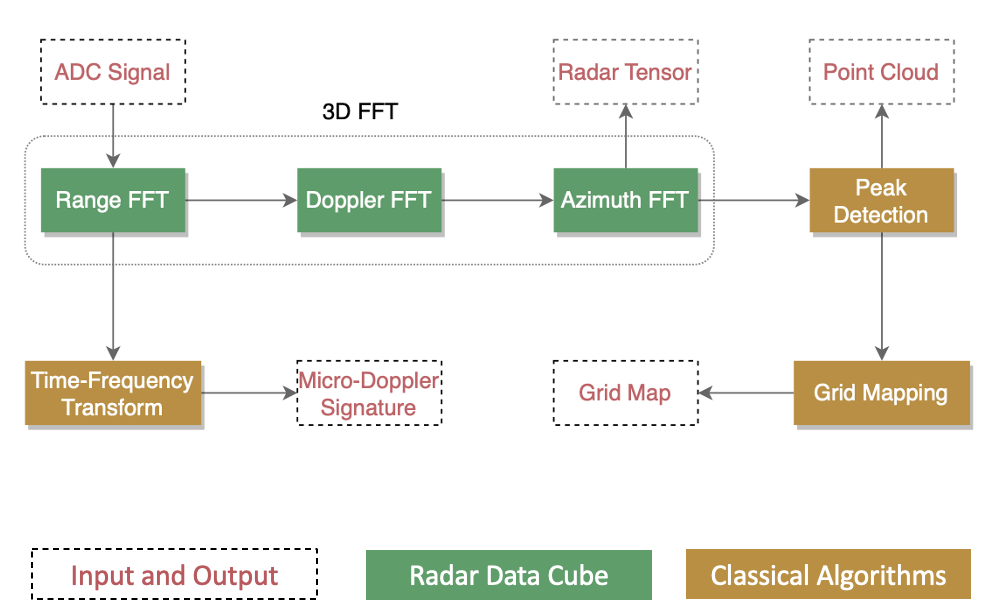 ADC Signal
Radar Tensor
Point Cloud
3D FFT
Range FFT
Doppler FFT
Azimuth FFT
Peak
Detection
Time-Frequency
Transform
Micro-Doppler
Signature
Grid Map
Grid Mapping
Input and Output
Radar Data Cube
Classical Algorithms